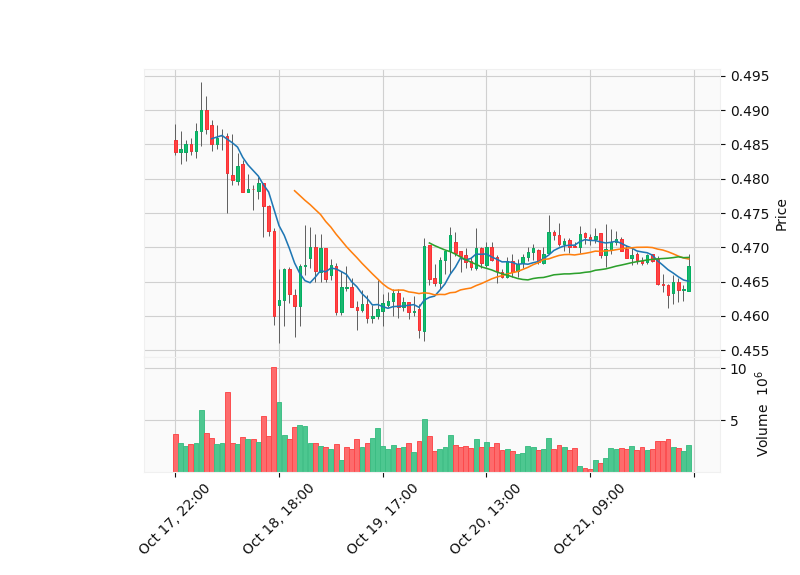 0.495
0.490
0.485
0.480
0.475
0.470
0.465
0.460
0.455
Price
10
5
Volume 10^6
Oct 17, 22:00
Oct 18, 18:00
Oct 19, 17:00
Oct 20, 13:00
Oct 21, 09:00